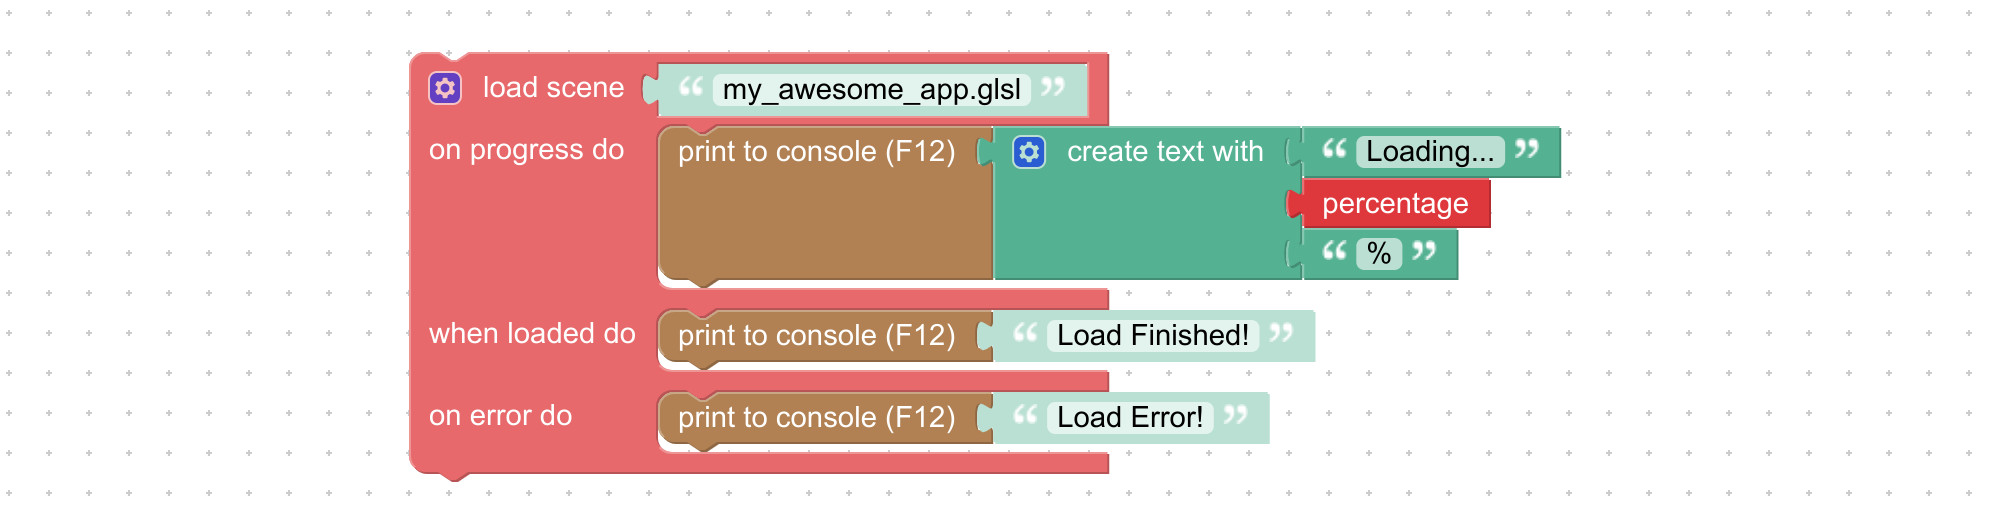 load scene “ my_awesome_app.glsl ”
on progress do print to console (F12) create text with “ Loading... ”
percentage
“ % ”
when loaded do print to console (F12) “ Load Finished! ”
on error do print to console (F12) “ Load Error! ”